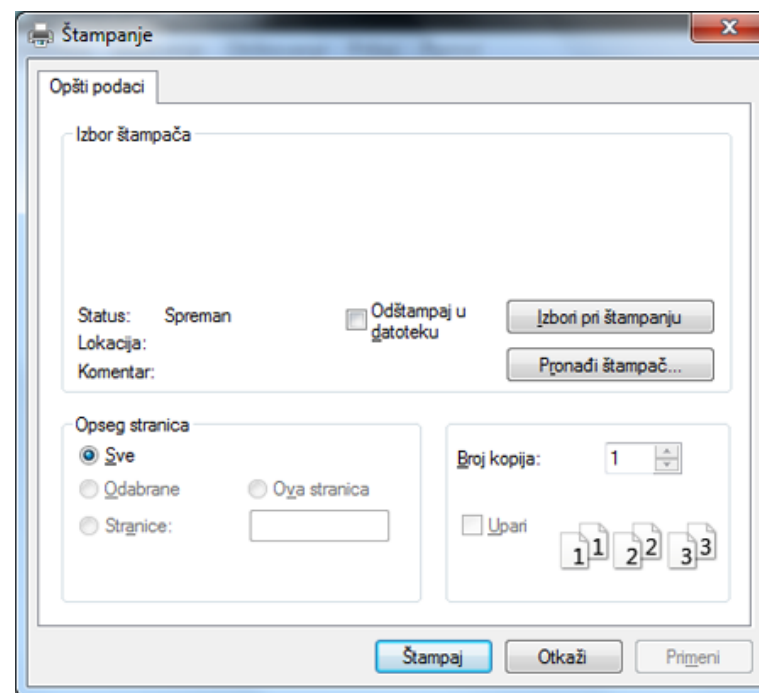 Štampanje
Opšti podaci
Izbor štampača
Status: Spreman
Lokacija:
Komentar:
Odštampaj u
datoteku
Izbori pri štampanju
Pronađi štampač...
Opseg stranica
Sve
Odabrane
Ova stranica
Stranice:
Broj kopija: 1
Upari
1 1 2 2 3 3
Štampaj
Otkaži
Primeni